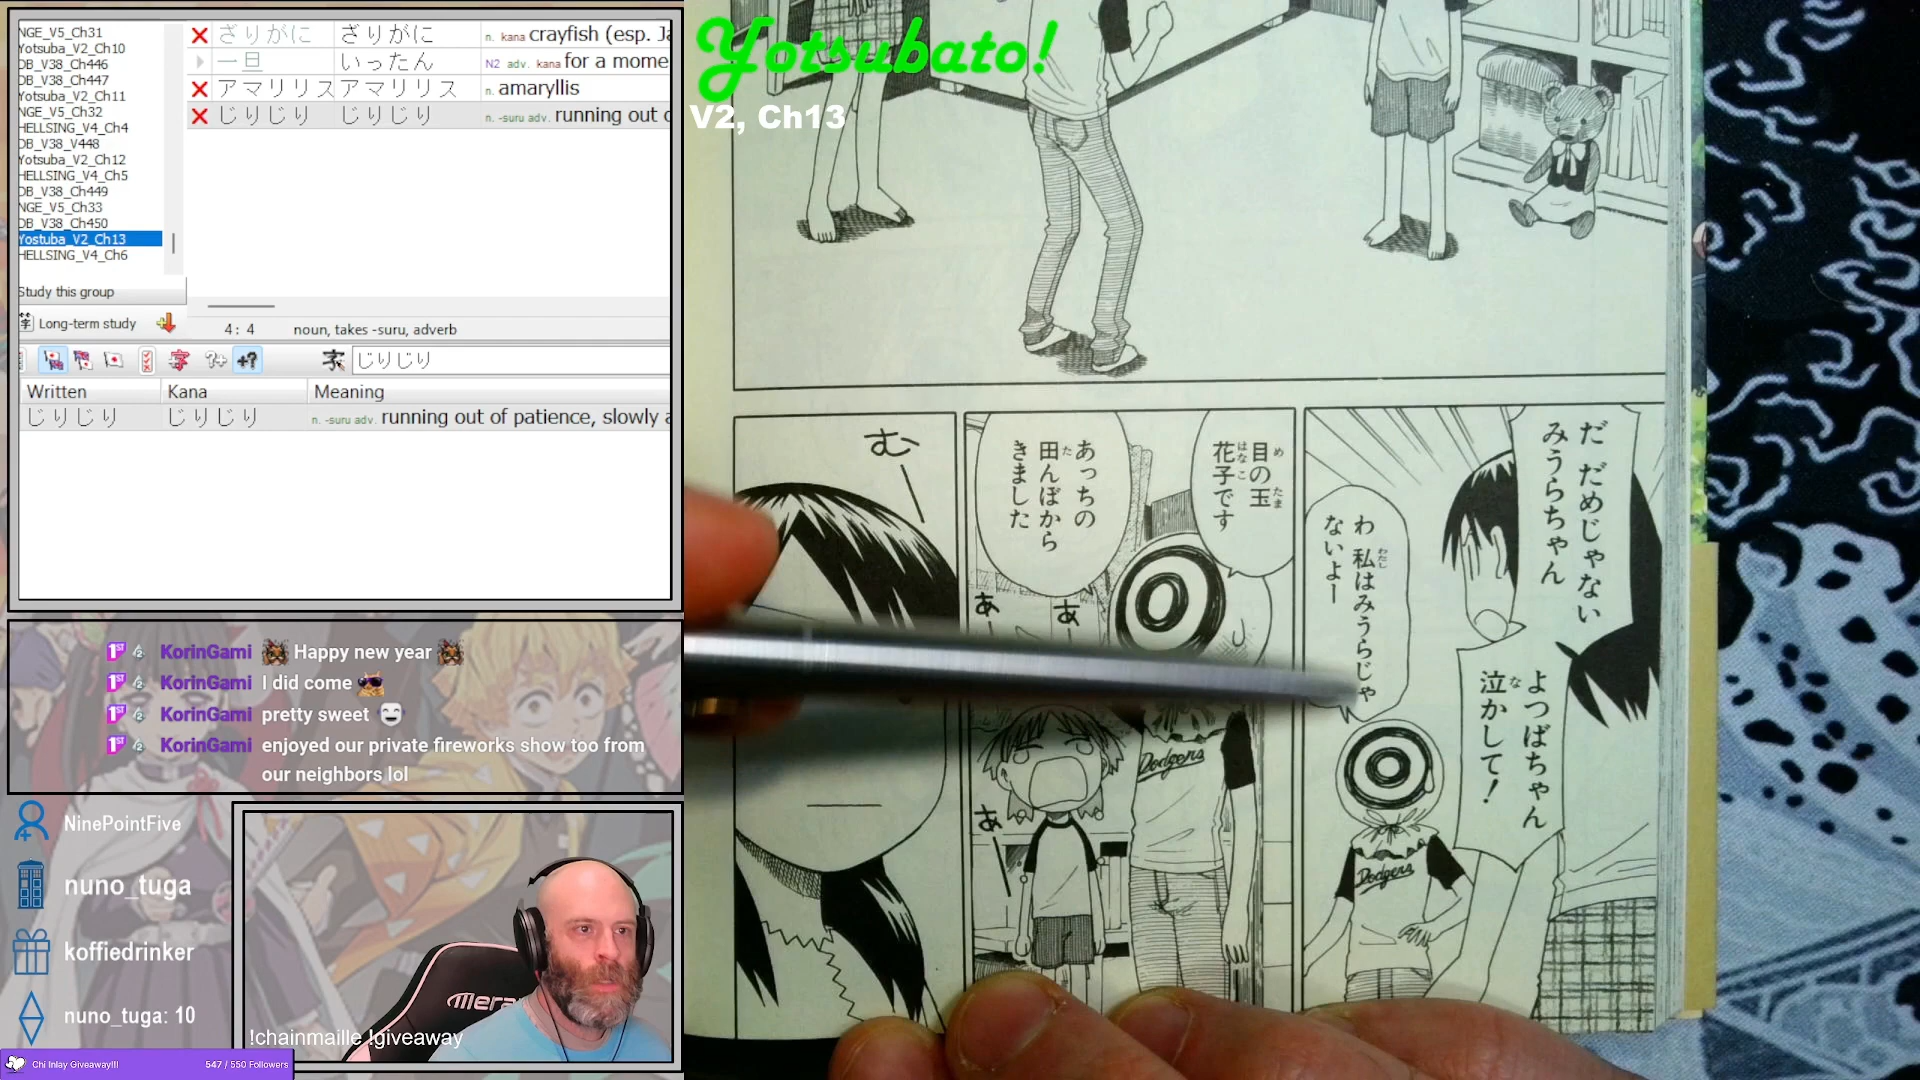 NGE_V5_Ch31
Yotsuba_V2_Ch10
DB_V38_Ch446
DB_V38_Ch447
Yotsuba_V2_Ch11
NGE_V5_Ch32
HELLSING_V4_Ch4
DB_V38_V448
Yotsuba_V2_Ch12
HELLSING_V4_Ch5
DB_V38_Ch449
NGE_V5_Ch33
DB_V38_Ch450
Yostuba_V2_Ch13
HELLSING_V4_Ch6
Study this group
Long-term study
ざりがに ざりがに n. kana crayfish (esp. Ja
一旦 いったん N2 adv. kana for a mome
アマリリス アマリリス n. amaryllis
じりじり じりじり n. -suru adv. running out o
4: 4 noun, takes -suru, adverb
じりじり
Written Kana Meaning
じりじり じりじり n. -suru adv. running out of patience, slowly a
KorinGami Happy new year
KorinGami I did come
KorinGami pretty sweet
KorinGami enjoyed our private fireworks show too from
our neighbors lol
NinePointFive
nuno_tuga
koffiedrinker
nuno_tuga: 10
!chainmaille !giveaway
Chi Inlay Giveaway!!! 547 / 550 Followers
Yotsubato!
V2, Ch13
だ だめじゃない
みうらちゃん
よつばちゃん
泣かして!
わ 私はみうらじゃ
ないよー
Dodgers
目の玉
花子です
あっちの
田んぼから
きました
あー
あー
あー
Dodgers
む